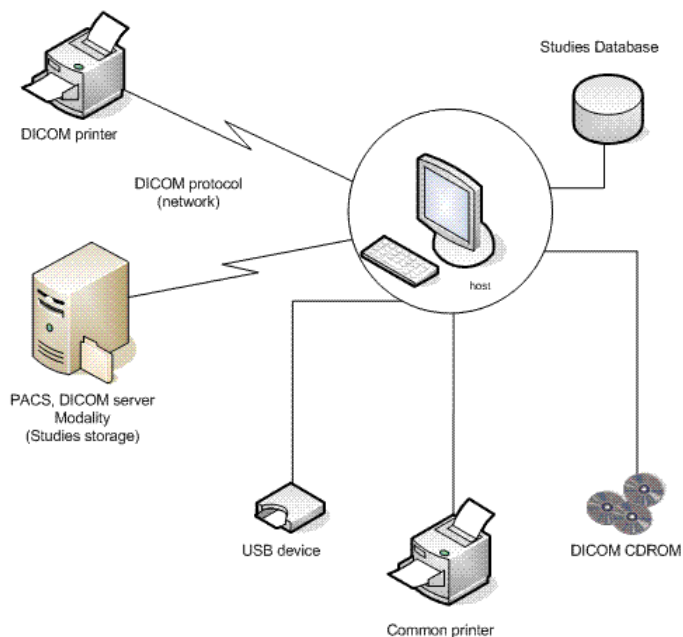 Studies Database
DICOM printer
DICOM protocol
(network)
host
PACS, DICOM server
Modality
(Studies storage)
USB device
DICOM CDROM
Common printer